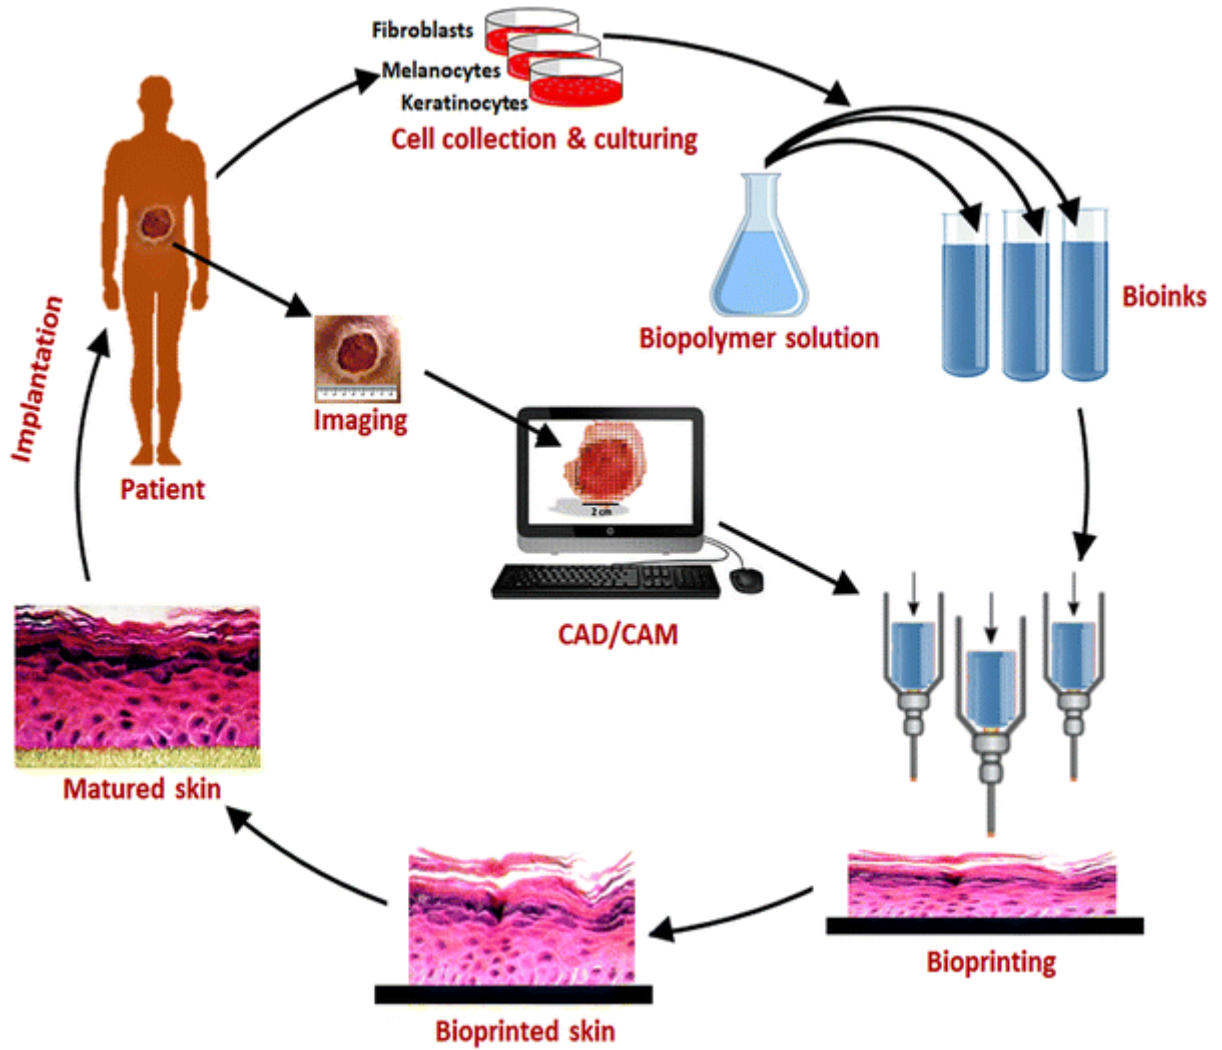 Fibroblasts
Melanocytes
Keratinocytes
Cell collection & culturing
Biopolymer solution
Bioinks
Implantation
Patient
Imaging
2 cm
CAD/CAM
Matured skin
Bioprinting
Bioprinted skin